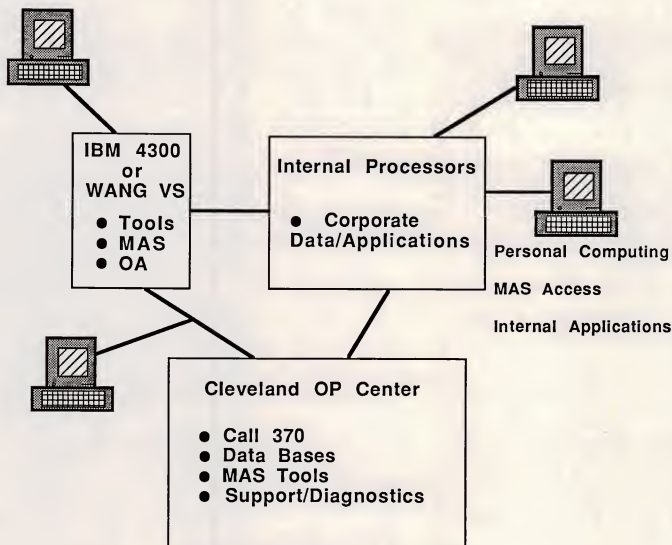 IBM 4300
or
WANG VS
● Tools
● MAS
● OA
Internal Processors
● Corporate
Data/Applications
Personal Computing
MAS Access
Internal Applications
Cleveland OP Center
● Call 370
● Data Bases
● MAS Tools
● Support/Diagnostics